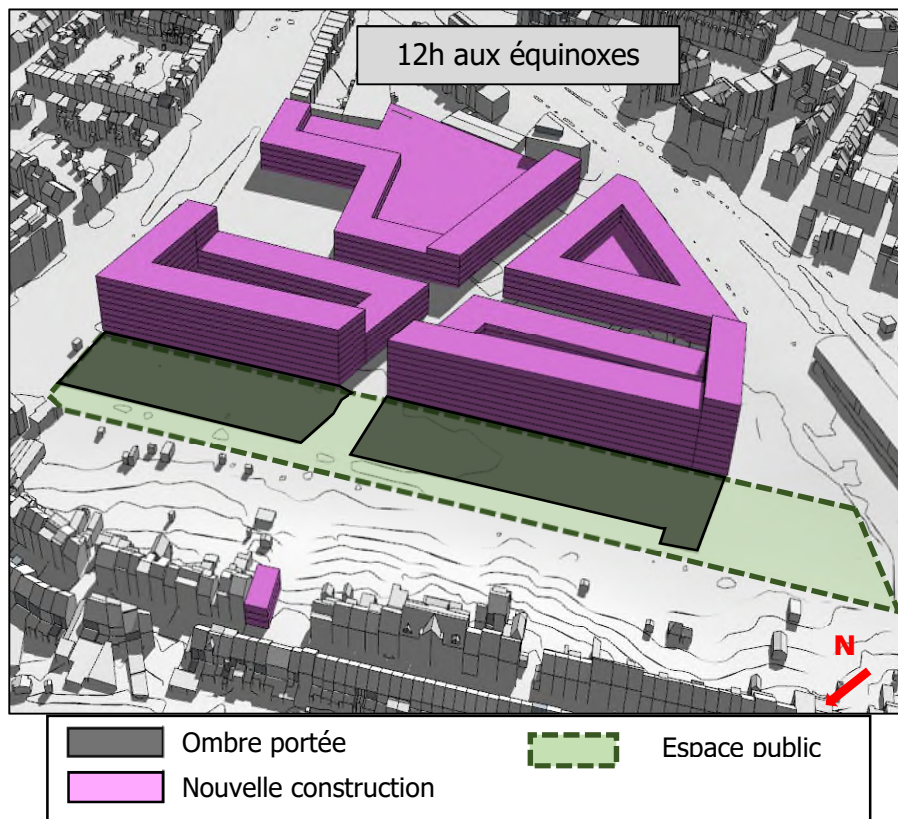 12h aux équinoxes
N
Ombre portée
Espace public
Nouvelle construction